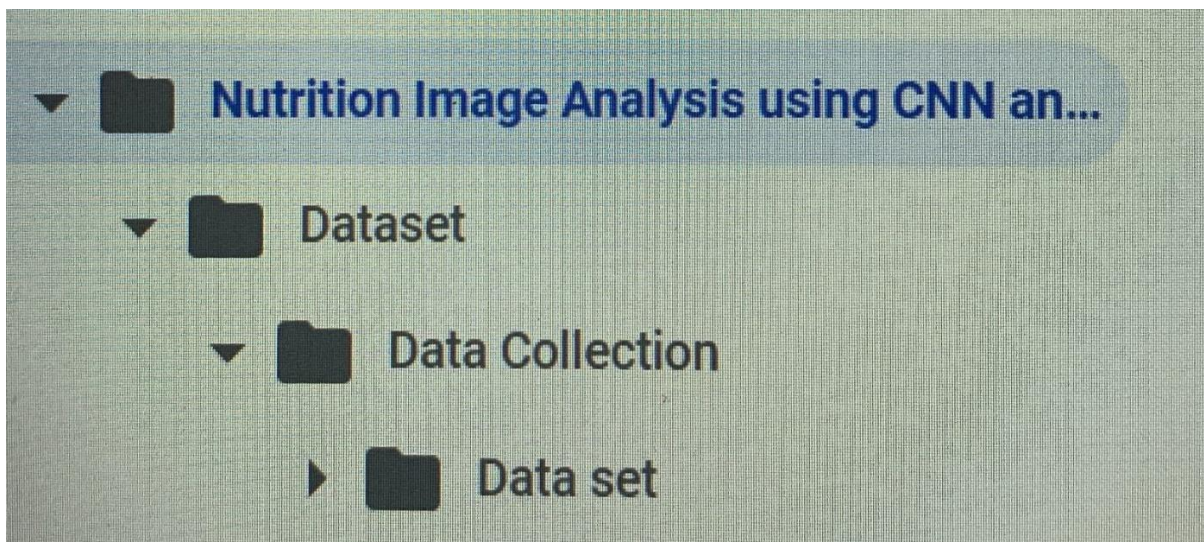 Nutrition Image Analysis using CNN an...
Dataset
Data Collection
Data set